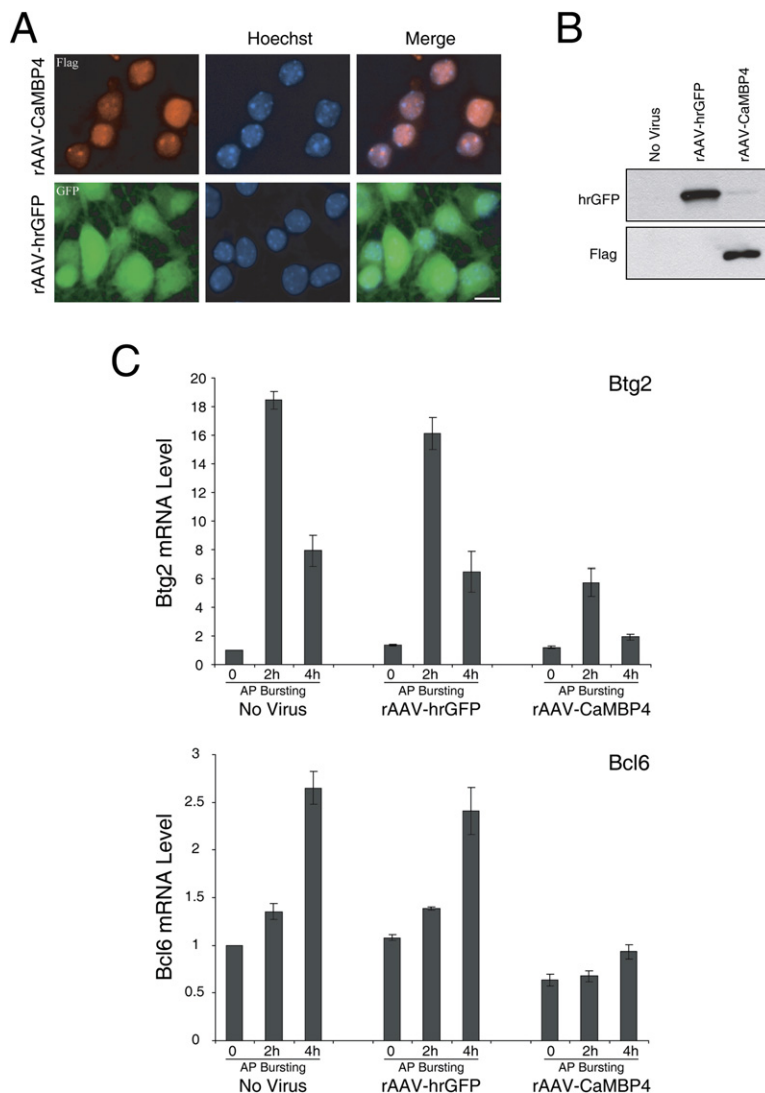 A
Hoechst
Merge
rAAV-CaMBP4
Flag
rAAV-hrGFP
GFP
B
No Virus
rAAV-hrGFP
rAAV-CaMBP4
hrGFP
Flag
C
Btg2
Btg2 mRNA Level
20
18
16
14
12
10
8
6
4
2
0
0 2h 4h 0 2h 4h 0 2h 4h
AP Bursting AP Bursting AP Bursting
No Virus rAAV-hrGFP rAAV-CaMBP4
Bcl6
Bcl6 mRNA Level
3
2.5
2
1.5
1
0.5
0
0 2h 4h 0 2h 4h 0 2h 4h
AP Bursting AP Bursting AP Bursting
No Virus rAAV-hrGFP rAAV-CaMBP4